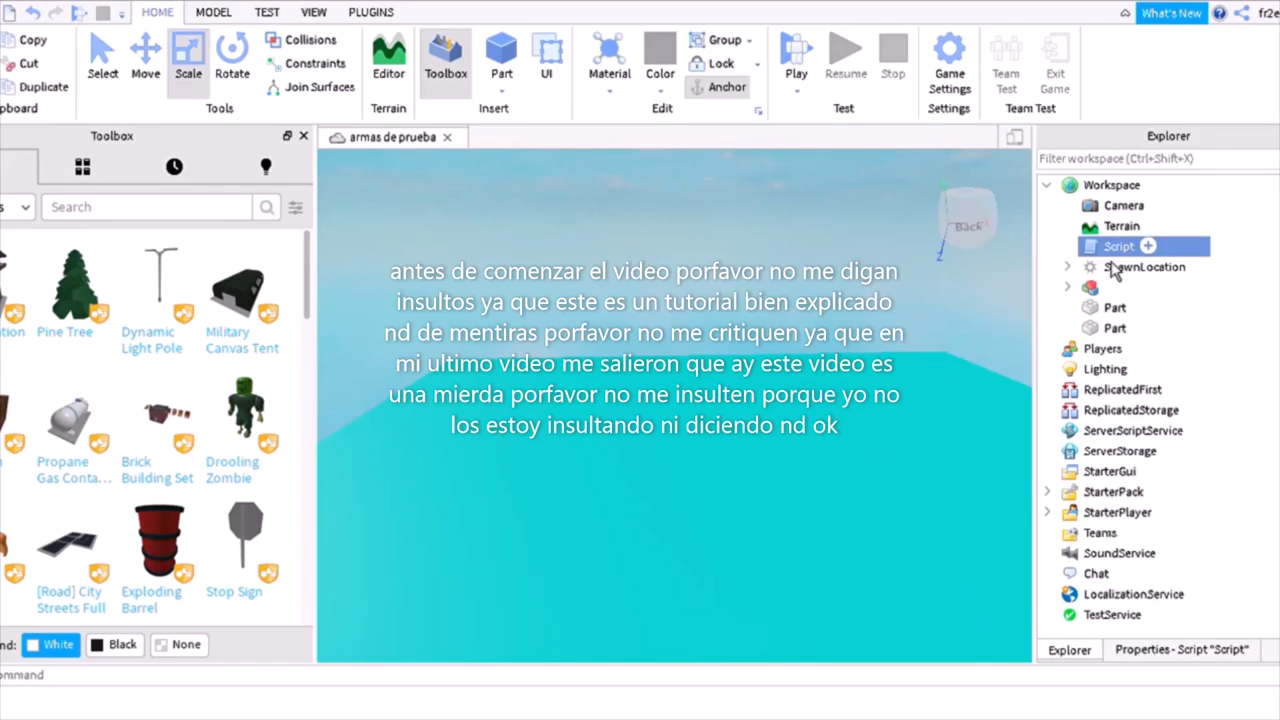 HOME MODEL TEST VIEW PLUGINS What's New fr2e
Copy
Cut
Duplicate
pboard
Select Move Scale Rotate
Collisions
Constraints
Join Surfaces
Tools
Editor
Terrain
Toolbox Part UI
Insert
Material Color
Group
Lock
Anchor
Edit
Play Resume Stop
Test
Game Settings
Settings
Team Test
Exit Game
Team Test
Toolbox
armas de prueba
s
Search
tion
Pine Tree
Dynamic Light Pole
Military Canvas Tent
Propane Gas Conta...
Brick Building Set
Drooling Zombie
[Road] City Streets Full
Exploding Barrel
Stop Sign
nd: White Black None
ommand
Back
Z
antes de comenzar el video porfavor no me digan
insultos ya que este es un tutorial bien explicado
nd de mentiras porfavor no me critiquen ya que en
mi ultimo video me salieron que ay este video es
una mierda porfavor no me insulten porque yo no
los estoy insultando ni diciendo nd ok
Explorer
Filter workspace (Ctrl+Shift+X)
Workspace
Camera
Terrain
Script
SpawnLocation
Part
Part
Players
Lighting
ReplicatedFirst
ReplicatedStorage
ServerScriptService
ServerStorage
StarterGui
StarterPack
StarterPlayer
Teams
SoundService
Chat
LocalizationService
TestService
Explorer Properties - Script "Script"